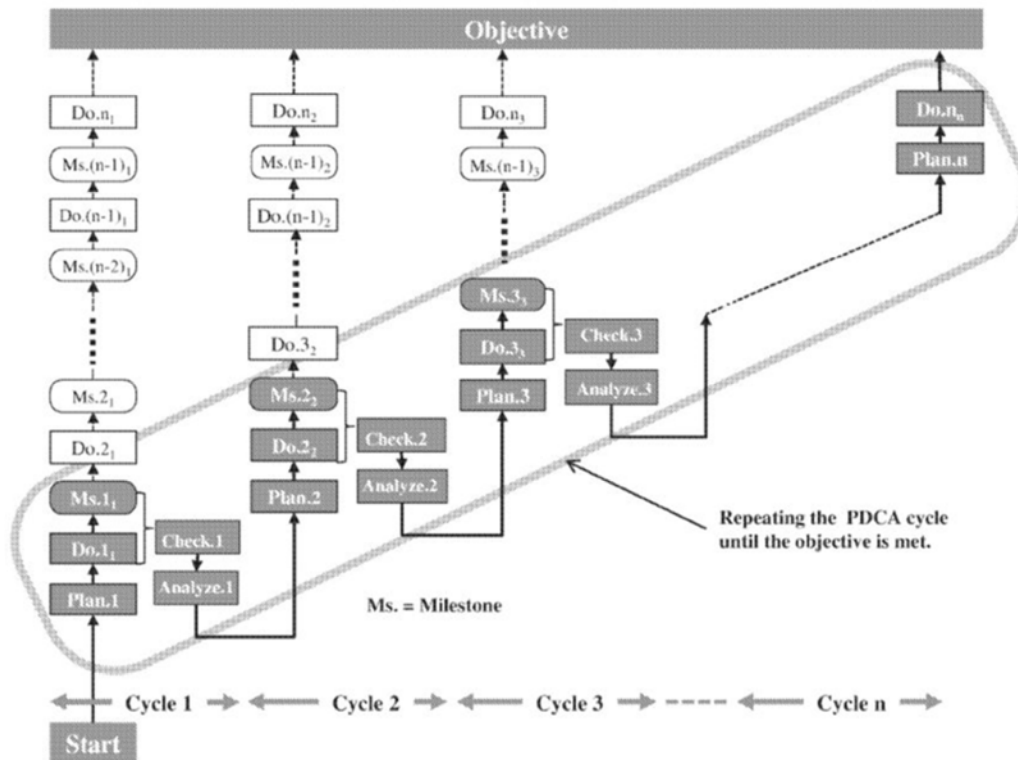 Objective
Do.n₁
Ms.(n-1)₁
Do.(n-1)₁
Ms.(n-2)₁
Ms.2₁
Do.2₁
Ms.1₁
Do.1₁
Plan.1
Check.1
Analyze.1
Do.n₂
Ms.(n-1)₂
Do.(n-1)₂
Do.3₂
Ms.2₂
Do.2₂
Plan.2
Check.2
Analyze.2
Do.n₃
Ms.(n-1)₃
Ms.3₃
Do.3₃
Plan.3
Check.3
Analyze.3
Do.nₙ
Plan.n
Repeating the PDCA cycle
until the objective is met.
Ms. = Milestone
Cycle 1
Cycle 2
Cycle 3
Cycle n
Start